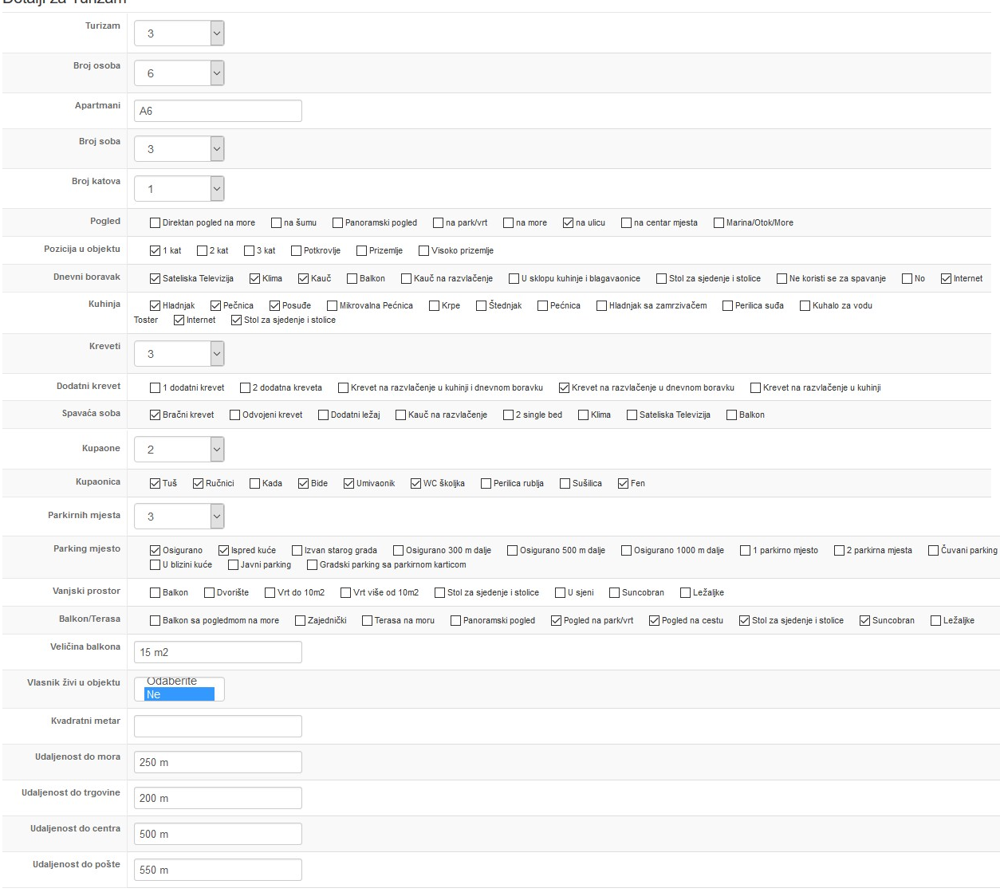 Detalji za Turizam
Turizam 3
Broj osoba 6
Apartmani A6
Broj soba 3
Broj katova 1
Pogled Direktan pogled na more na šumu Panoramski pogled na park/vrt na more na ulicu na centar mjesta Marina/Otok/More
Pozicija u objektu 1 kat 2 kat 3 kat Potkrovlje Prizemlje Visoko prizemlje
Dnevni boravak Sateliska Televizija Klima Kauč Balkon Kauč na razvlačenje U sklopu kuhinje i blagavaonice Stol za sjedenje i stolice Ne koristi se za spavanje No Internet
Kuhinja Hladnjak Pečnica Posuđe Mikrovalna Pećnica Krpe Štednjak Pećnica Hladnjak sa zamrzivačem Perilica suđa Kuhalo za vodu
Toster Internet Stol za sjedenje i stolice
Kreveti 3
Dodatni krevet 1 dodatni krevet 2 dodatna kreveta Krevet na razvlačenje u kuhinji i dnevnom boravku Krevet na razvlačenje u dnevnom boravku Krevet na razvlačenje u kuhinji
Spavaća soba Bračni krevet Odvojeni krevet Dodatni ležaj Kauč na razvlačenje 2 single bed Klima Sateliska Televizija Balkon
Kupaone 2
Kupaonica Tuš Ručnici Kada Bide Umivaonik WC školjka Perilica rublja Sušilica Fen
Parkirnih mjesta 3
Parking mjesto Osigurano Ispred kuće Izvan starog grada Osigurano 300 m dalje Osigurano 500 m dalje Osigurano 1000 m dalje 1 parkirno mjesto 2 parkirna mjesta Čuvani parking
U blizini kuće Javni parking Gradski parking sa parkirnom karticom
Vanjski prostor Balkon Dvorište Vrt do 10m2 Vrt više od 10m2 Stol za sjedenje i stolice U sjeni Suncobran Ležaljke
Balkon/Terasa Balkon sa poglednom na more Zajednički Terasa na moru Panoramski pogled Pogled na park/vrt Pogled na cestu Stol za sjedenje i stolice Suncobran Ležaljke
Veličina balkona 15 m2
Vlasnik živi u objektu Odaberite
Ne
Kvadratni metar
Udaljenost do mora 250 m
Udaljenost do trgovine 200 m
Udaljenost do centra 500 m
Udaljenost do pošte 550 m